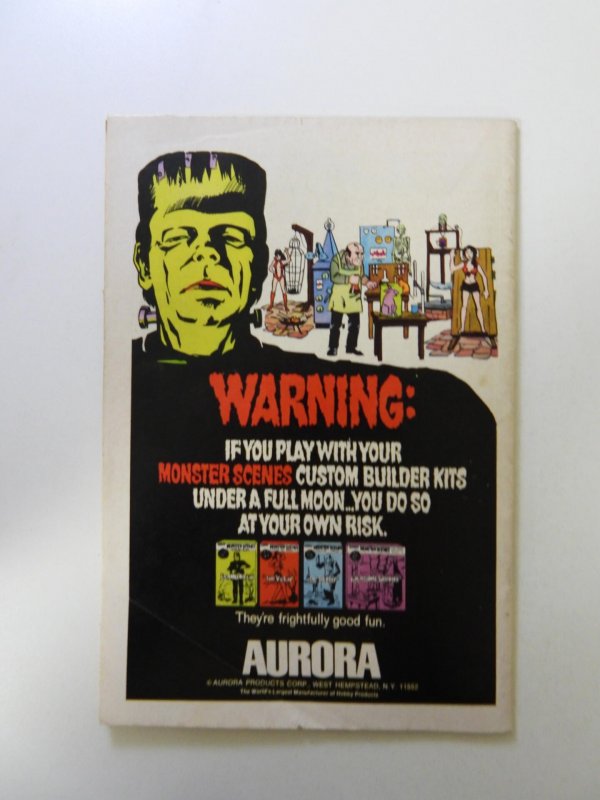 WARNING:
IF YOU PLAY WITH YOUR
MONSTER SCENES CUSTOM BUILDER KITS
UNDER A FULL MOON...YOU DO SO
AT YOUR OWN RISK.
They're frightfully good fun.
AURORA
© AURORA PRODUCTS CORP., WEST HEMPSTEAD, N.Y. 11552
The World's Largest Manufacturer of Hobby Products